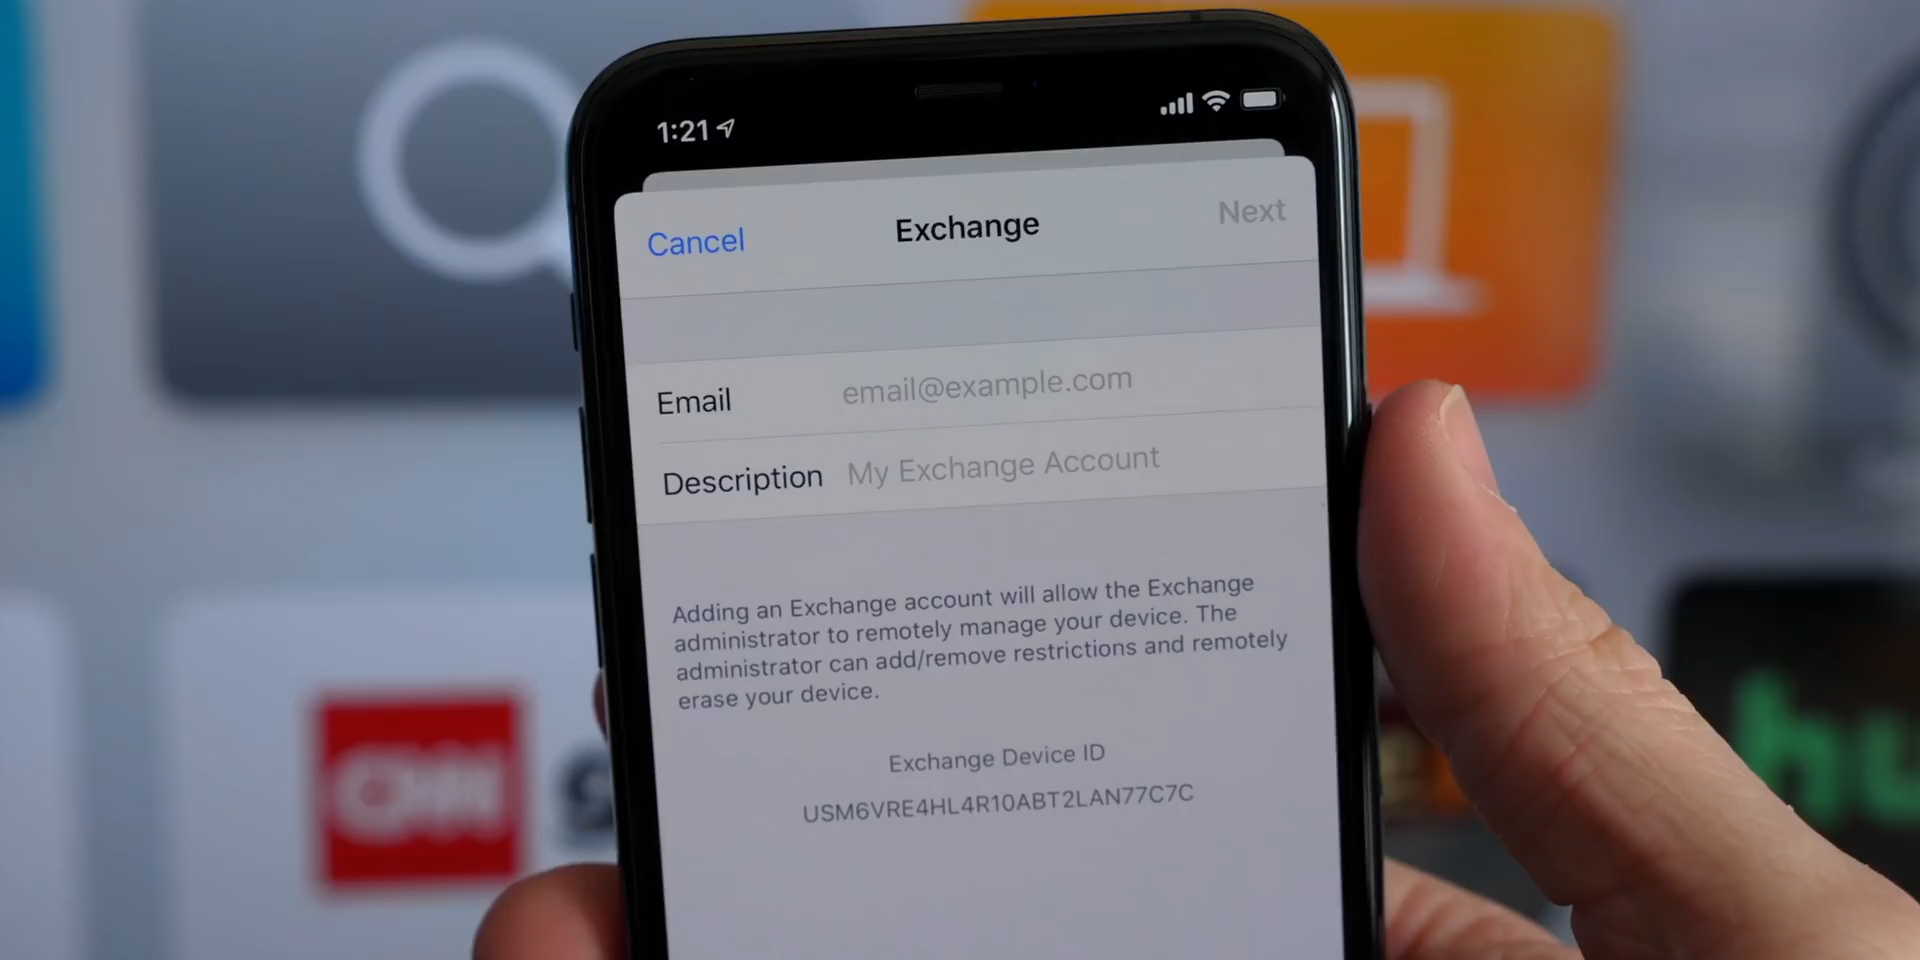 1:21
Cancel Exchange Next
Email email@example.com
Description My Exchange Account
Adding an Exchange account will allow the Exchange
administrator to remotely manage your device. The
administrator can add/remove restrictions and remotely
erase your device.
Exchange Device ID
USM6VRE4HL4R10ABT2LAN77C7C
CNN
hu